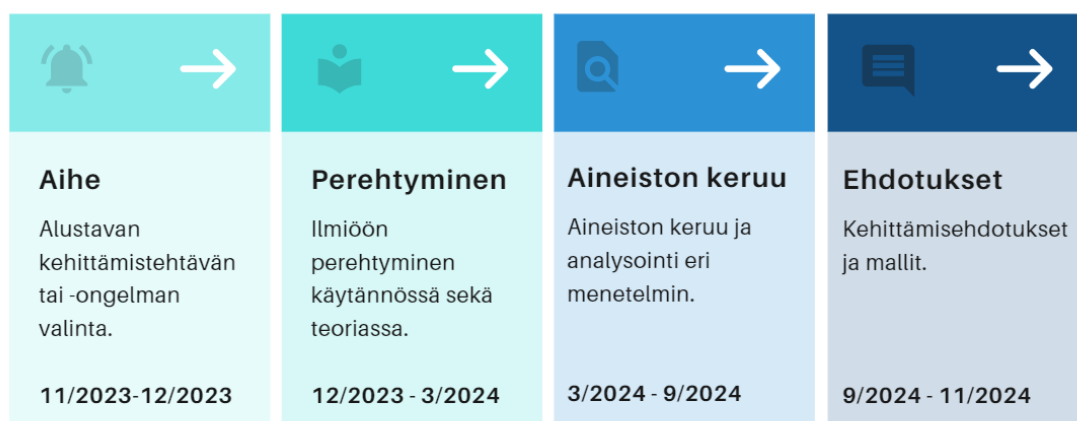 Aihe
Alustavan
kehittämistehtävän
tai -ongelman
valinta.
11/2023-12/2023
Perehtyminen
Ilmiöön
perehtyminen
käytännössä sekä
teoriassa.
12/2023 - 3/2024
Aineiston keruu
Aineiston keruu ja
analysointi eri
menetelmin.
3/2024 - 9/2024
Ehdotukset
Kehittämisehdotukset
ja mallit.
9/2024 - 11/2024